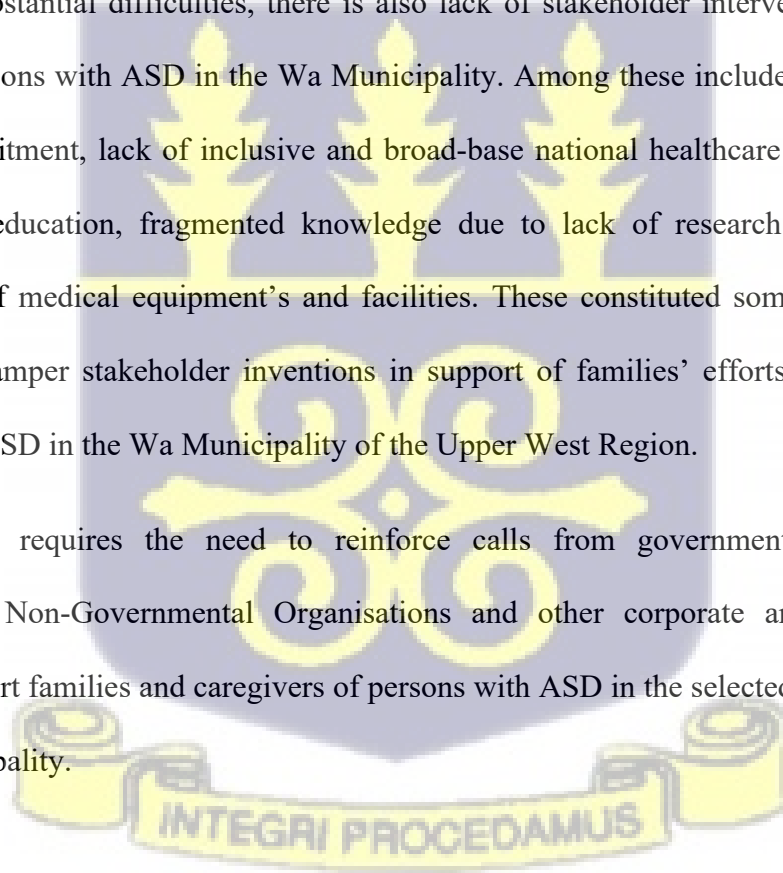 substantial difficulties, there is also lack of stakeholder
ons with ASD in the Wa Municipality. Among these include
itment, lack of inclusive and broad-base national healthcare
education, fragmented knowledge due to lack of research
f medical equipment’s and facilities. These constituted som
amper stakeholder inventions in support of families’ efforts
SD in the Wa Municipality of the Upper West Region.
requires the need to reinforce calls from government
Non-Governmental Organisations and other corporate a
rt families and caregivers of persons with ASD in the selected
pality.
INTEGRI PROCEDAMUS